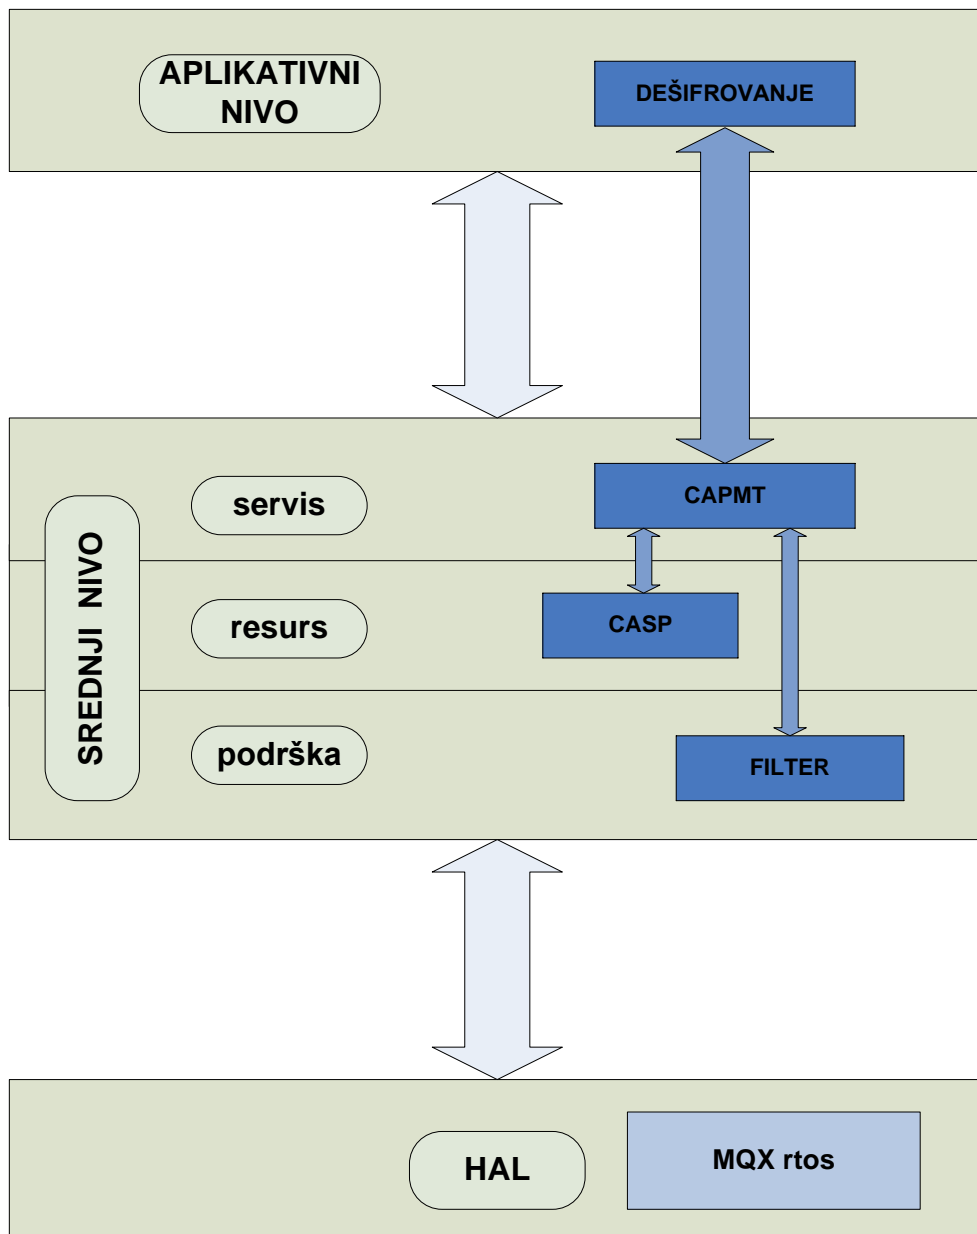 APLIKATIVNI
NIVO
DEŠIFROVANJE
SREDNJI NIVO
servis
CAPMT
resurs
CASP
podrška
FILTER
HAL
MQX rtos